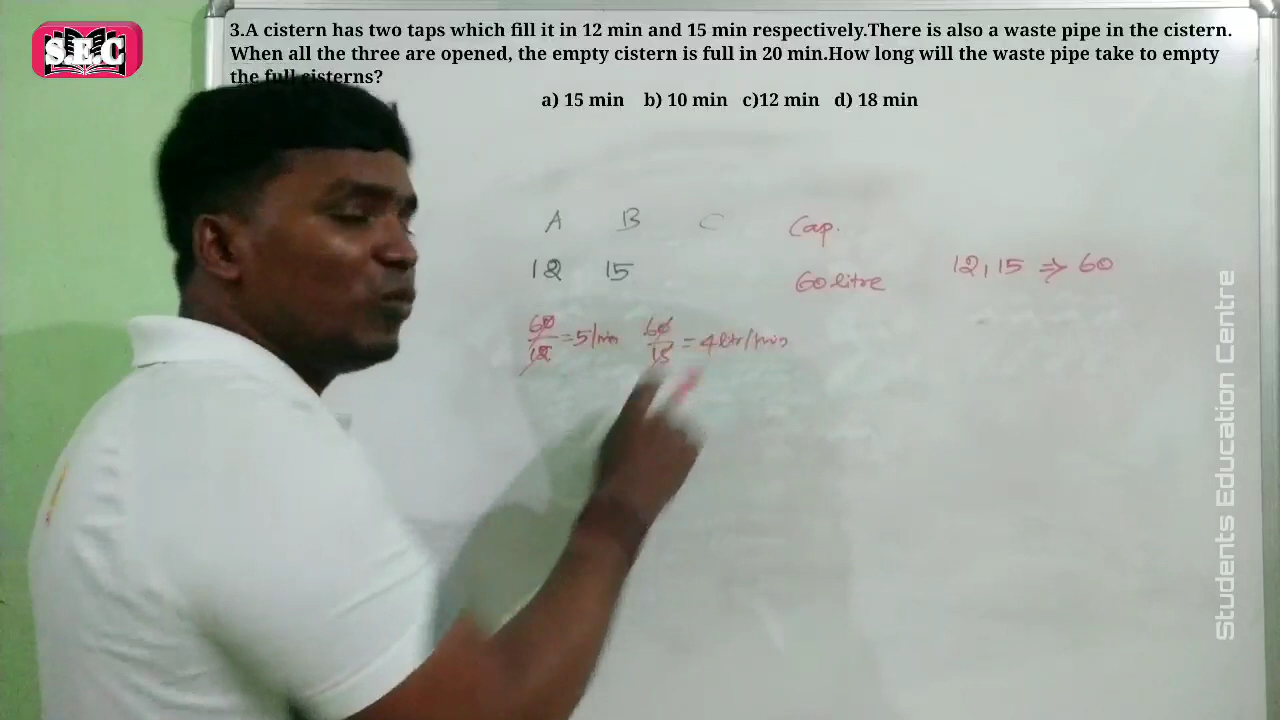 S.E.C
3.A cistern has two taps which fill it in 12 min and 15 min respectively.There is also a waste pipe in the cistern.
When all the three are opened, the empty cistern is full in 20 min.How long will the waste pipe take to empty
the full cisterns?
a) 15 min b) 10 min c)12 min d) 18 min
A B C Cap.
12 15 60 litre 12,15 ⇒ 60
60/12 = 5/min 60/15 = 4 litr/min
Students Education Centre